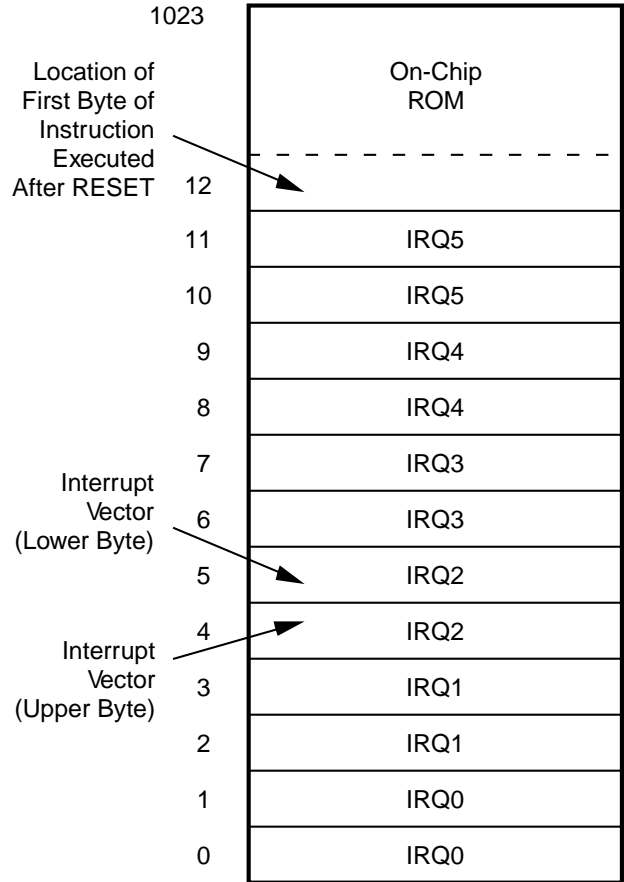 1023
On-Chip
ROM
Location of
First Byte of
Instruction
Executed
After RESET
12
11
IRQ5
10
IRQ5
9
IRQ4
8
IRQ4
7
IRQ3
Interrupt
Vector
(Lower Byte)
6
IRQ3
5
IRQ2
4
IRQ2
Interrupt
Vector
(Upper Byte)
3
IRQ1
2
IRQ1
1
IRQ0
0
IRQ0